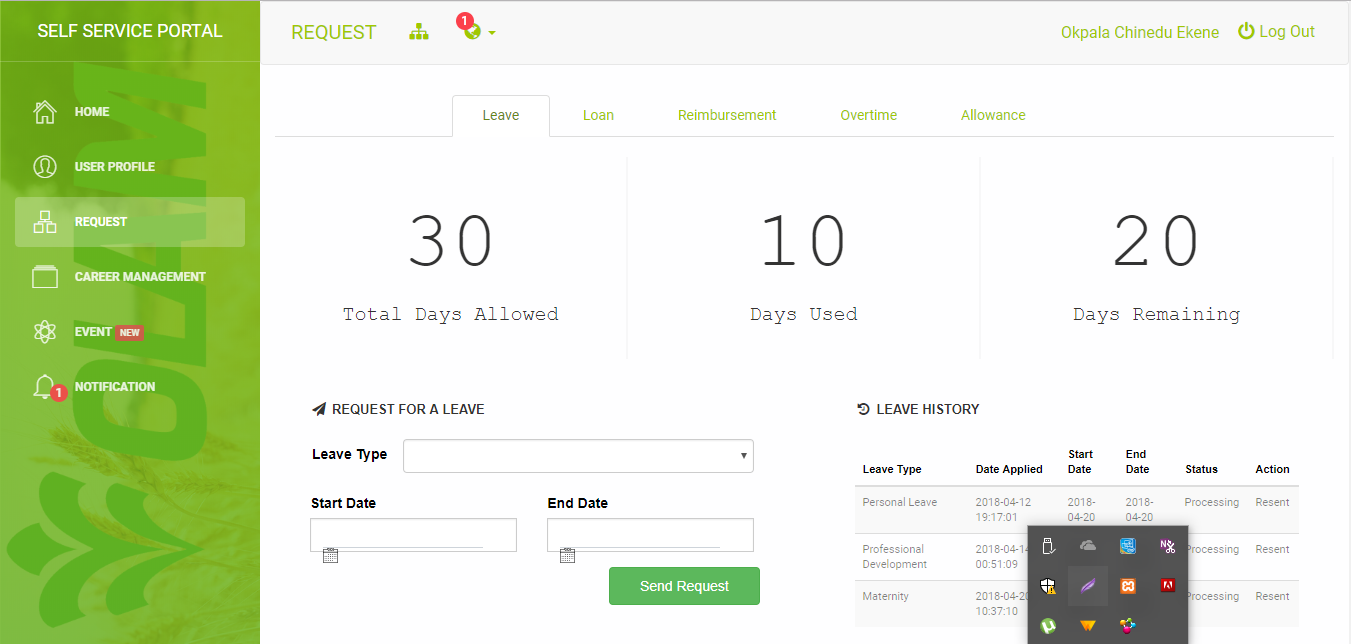 SELF SERVICE PORTAL
REQUEST
1
Okpala Chinedu Ekene
Log Out
HOME
USER PROFILE
REQUEST
CAREER MANAGEMENT
EVENT NEW
1 NOTIFICATION
OLAM
Leave Loan Reimbursement Overtime Allowance
30 10 20
Total Days Allowed Days Used Days Remaining
REQUEST FOR A LEAVE
Leave Type
Start Date End Date
Send Request
LEAVE HISTORY
Leave Type Date Applied Start Date End Date Status Action
Personal Leave 2018-04-12 19:17:01 2018-04-20 2018-04-20 Processing Resent
Professional Development 2018-04-14 00:51:09 Processing Resent
Maternity 2018-04-20 10:37:10 Processing Resent